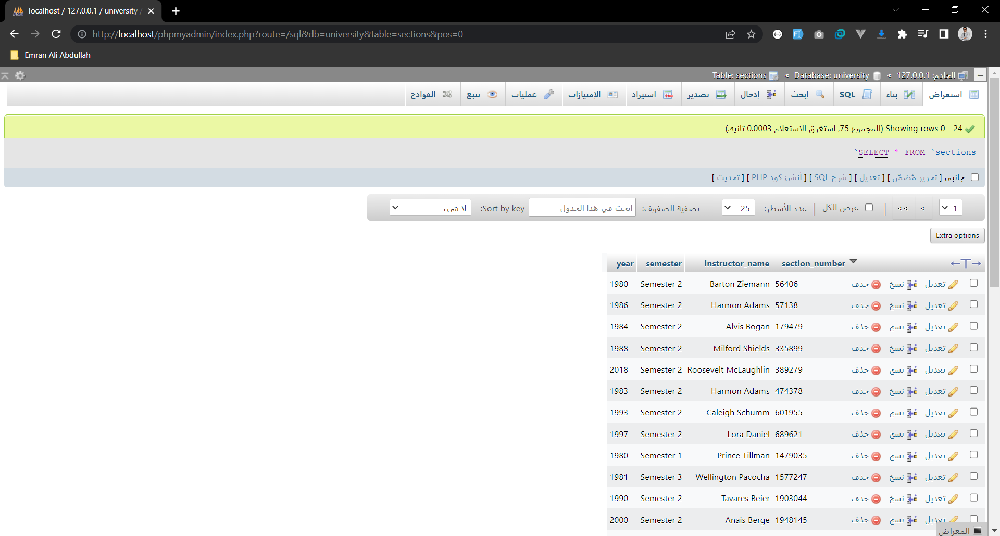 localhost / 127.0.0.1 / university /
http://localhost/phpmyadmin/index.php?route=/sql&db=university&table=sections&pos=0
Emran Ali Abdullah
الخادم: 127.0.0.1 » Database: university » Table: sections
استعراض بناء SQL إبحث إدخال تصدير استيراد الإمتيازات عمليات تتبع القوادح
Showing rows 0 - 24 (المجموع 75, استغرق الاستعلام 0.0003 ثانية.)
SELECT * FROM `sections`
جانبي [ تحرير مُضمّن ] [ تعديل ] [ شرح SQL ] [ أنشئ كود PHP ] [ تحديث ]
1 > >> | عرض الكل | عدد الأسطر: 25 تصفية الصفوف: ابحث في هذا الجدول Sort by key: لا شيء
Extra options
←T→ section_number instructor_name semester year
تعديل نسخ حذف 56406 Barton Ziemann Semester 2 1980
تعديل نسخ حذف 57138 Harmon Adams Semester 2 1986
تعديل نسخ حذف 179479 Alvis Bogan Semester 2 1984
تعديل نسخ حذف 335899 Milford Shields Semester 2 1988
تعديل نسخ حذف 389279 Roosevelt McLaughlin Semester 2 2018
تعديل نسخ حذف 474378 Harmon Adams Semester 2 1983
تعديل نسخ حذف 601955 Caleigh Schumm Semester 2 1993
تعديل نسخ حذف 689621 Lora Daniel Semester 2 1997
تعديل نسخ حذف 1479035 Prince Tillman Semester 1 1980
تعديل نسخ حذف 1577247 Wellington Pacocha Semester 3 1981
تعديل نسخ حذف 1903044 Tavares Beier Semester 2 1990
تعديل نسخ حذف 1948145 Anais Berge Semester 2 2000
المعراض